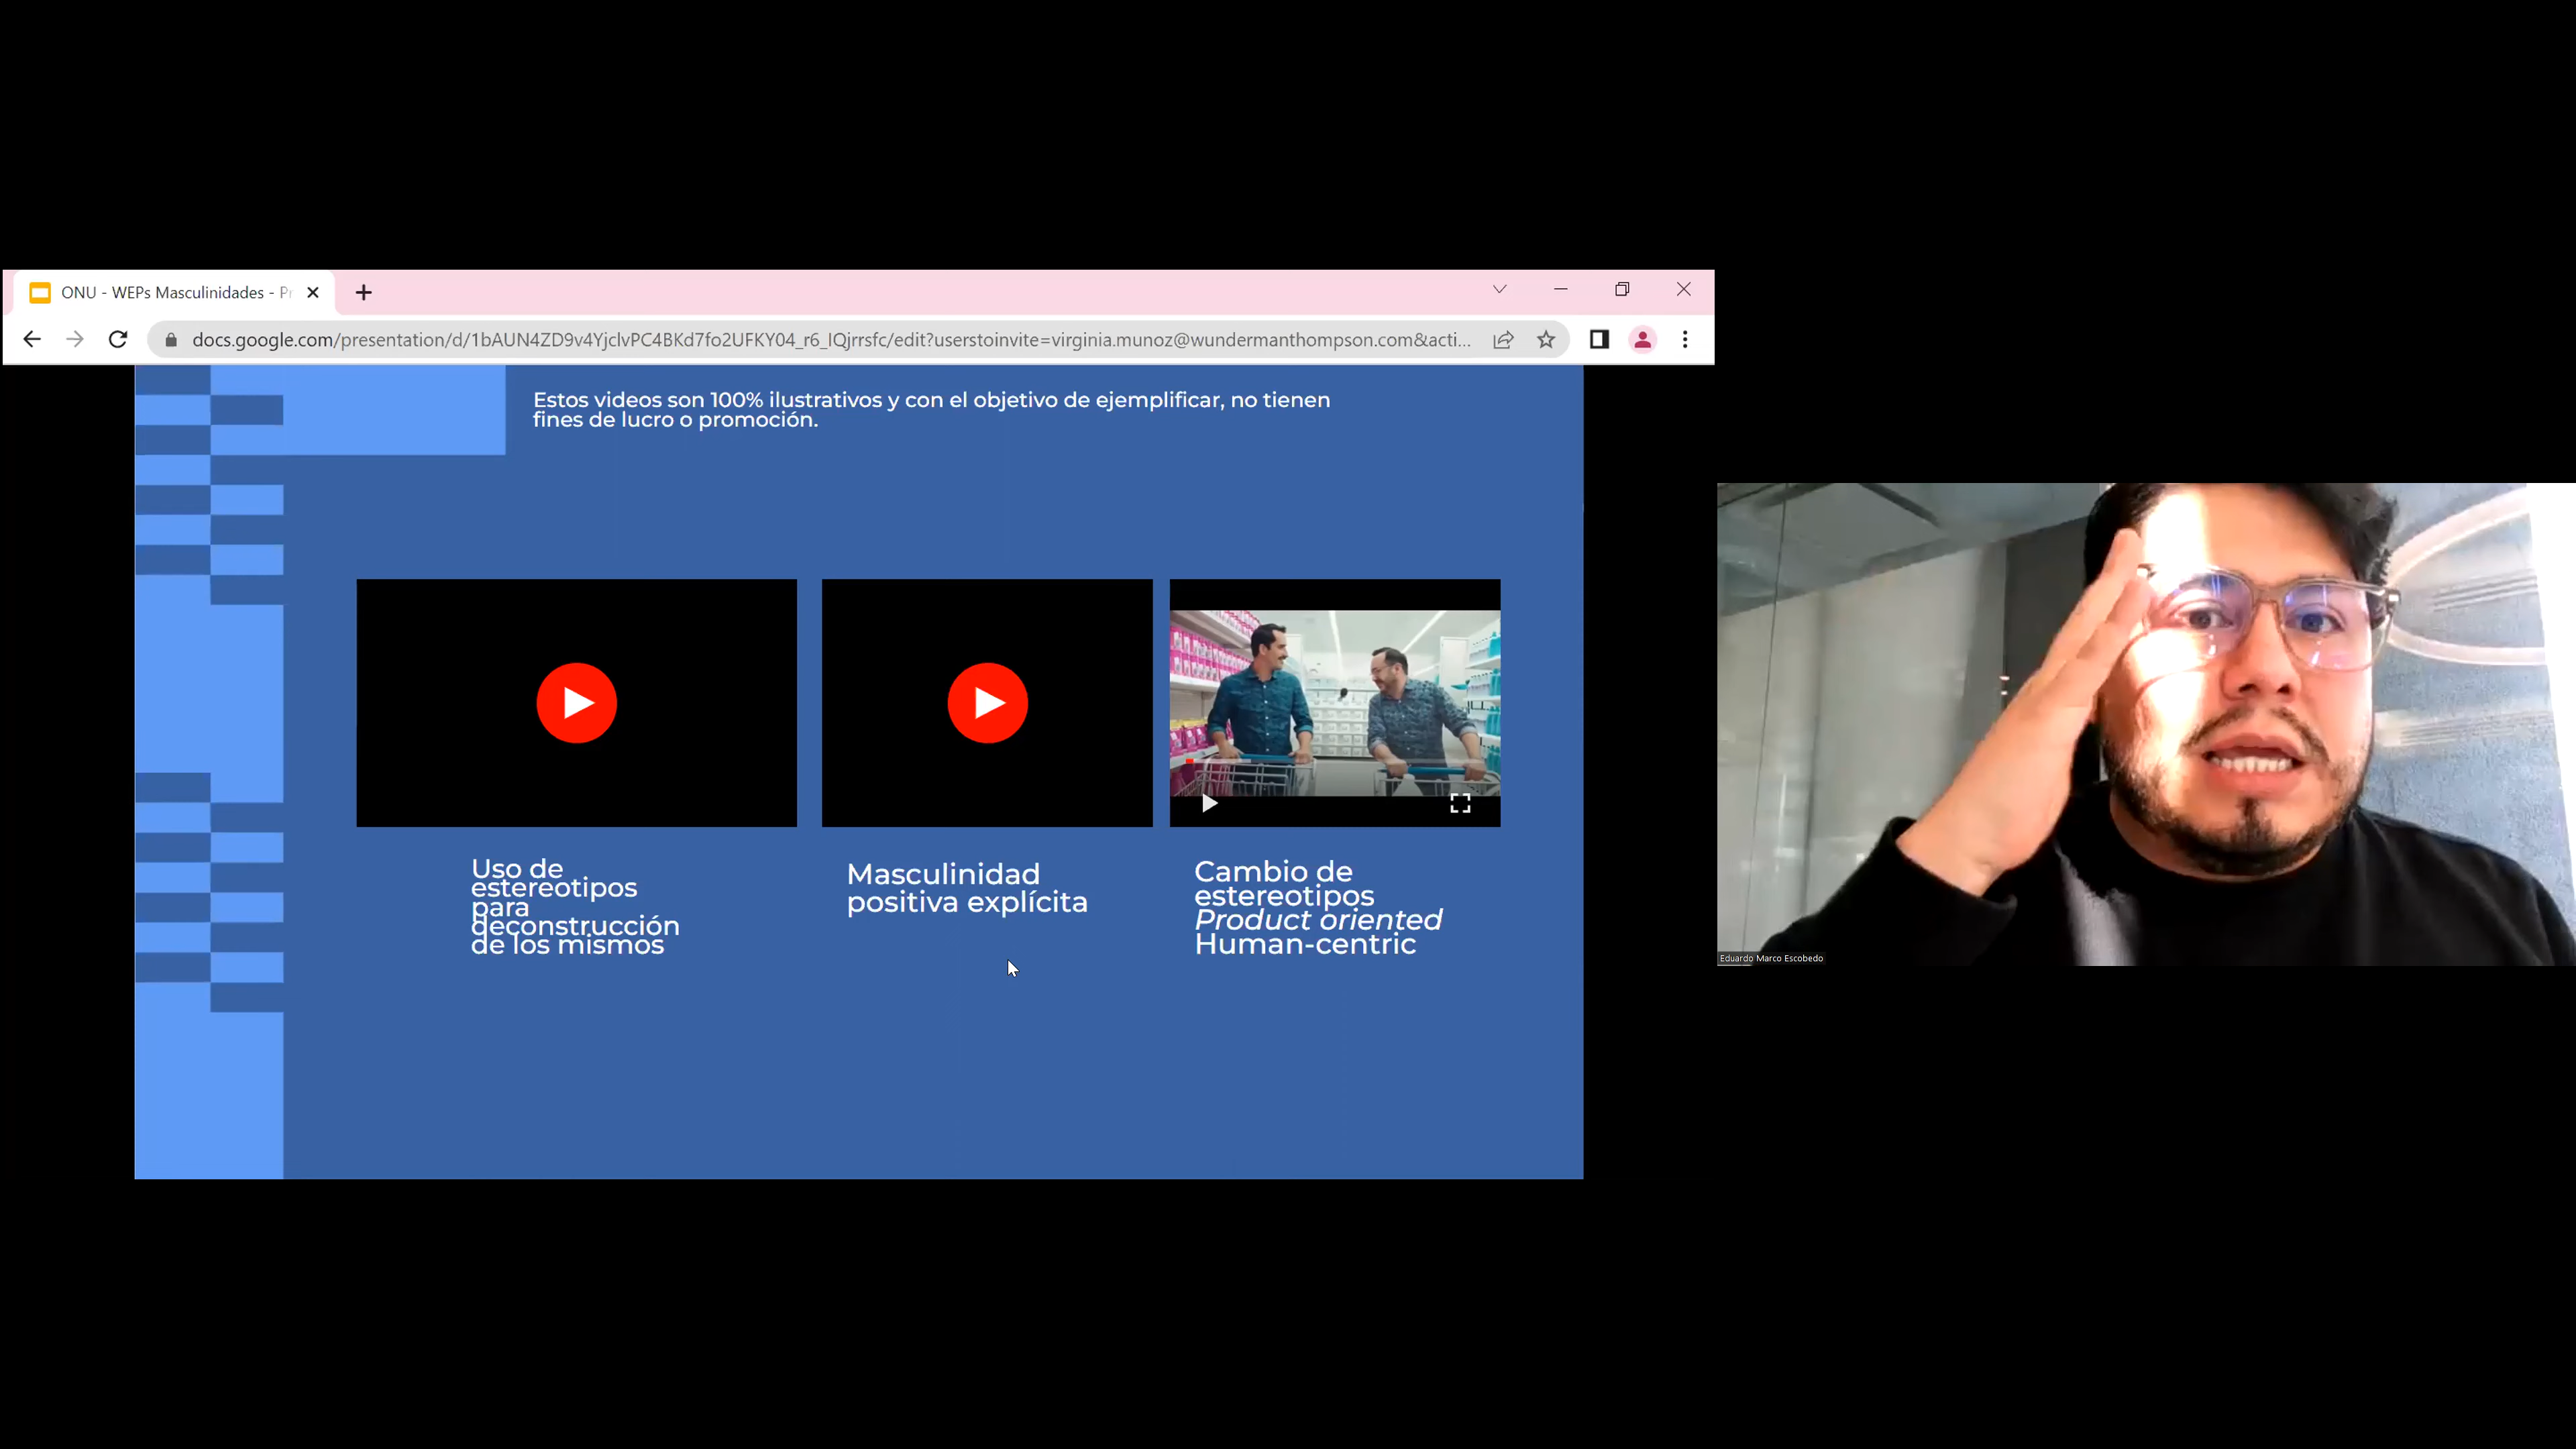 ONU - WEPs Masculinidades - Pr
docs.google.com/presentation/d/1bAUN4ZD9v4YjclvPC4BKd7fo2UFKY04_r6_IQjrrsfc/edit?userstoinvite=virginia.munoz@wundermanthompson.com&acti...
Estos videos son 100% ilustrativos y con el objetivo de ejemplificar, no tienen
fines de lucro o promoción.
Uso de
estereotipos
para
deconstrucción
de los mismos
Masculinidad
positiva explícita
Cambio de
estereotipos
Product oriented
Human-centric
Eduardo Marco Escobedo